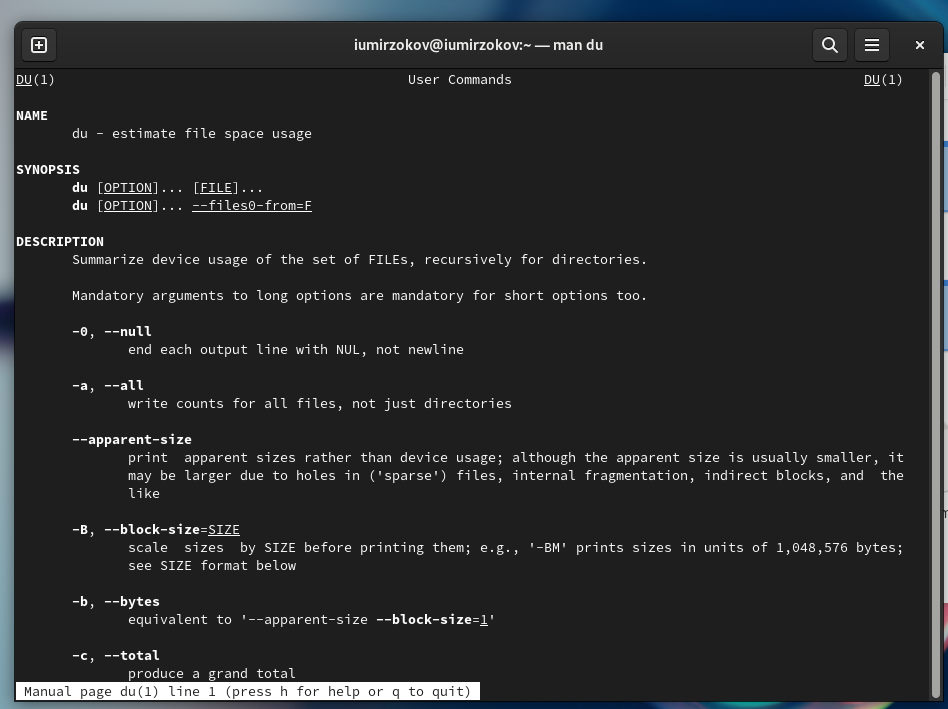 iumirzokov@iumirzokov:~ — man du
DU(1) User Commands DU(1)
NAME
du - estimate file space usage
SYNOPSIS
du [OPTION]... [FILE]...
du [OPTION]... --files0-from=F
DESCRIPTION
Summarize device usage of the set of FILEs, recursively for directories.
Mandatory arguments to long options are mandatory for short options too.
-0, --null
end each output line with NUL, not newline
-a, --all
write counts for all files, not just directories
--apparent-size
print  apparent sizes rather than device usage; although the apparent size is usually smaller, it
may be larger due to holes in ('sparse') files, internal fragmentation, indirect blocks, and  the
like
-B, --block-size=SIZE
scale  sizes  by SIZE before printing them; e.g., '-BM' prints sizes in units of 1,048,576 bytes;
see SIZE format below
-b, --bytes
equivalent to '--apparent-size --block-size=1'
-c, --total
produce a grand total
Manual page du(1) line 1 (press h for help or q to quit)